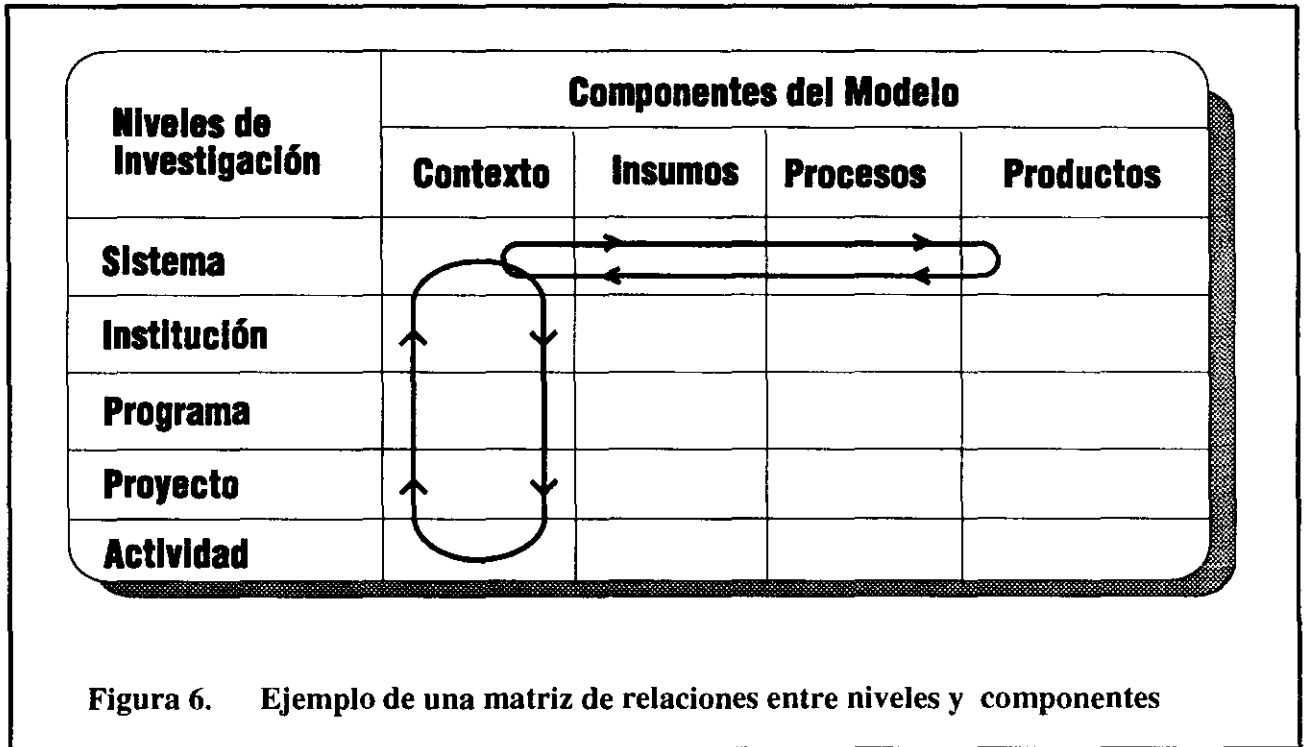 Niveles de
Investigación
Componentes del Modelo
Contexto
Insumos
Procesos
Productos
Sistema
Institución
Programa
Proyecto
Actividad
Figura 6. Ejemplo de una matriz de relaciones entre niveles y componentes